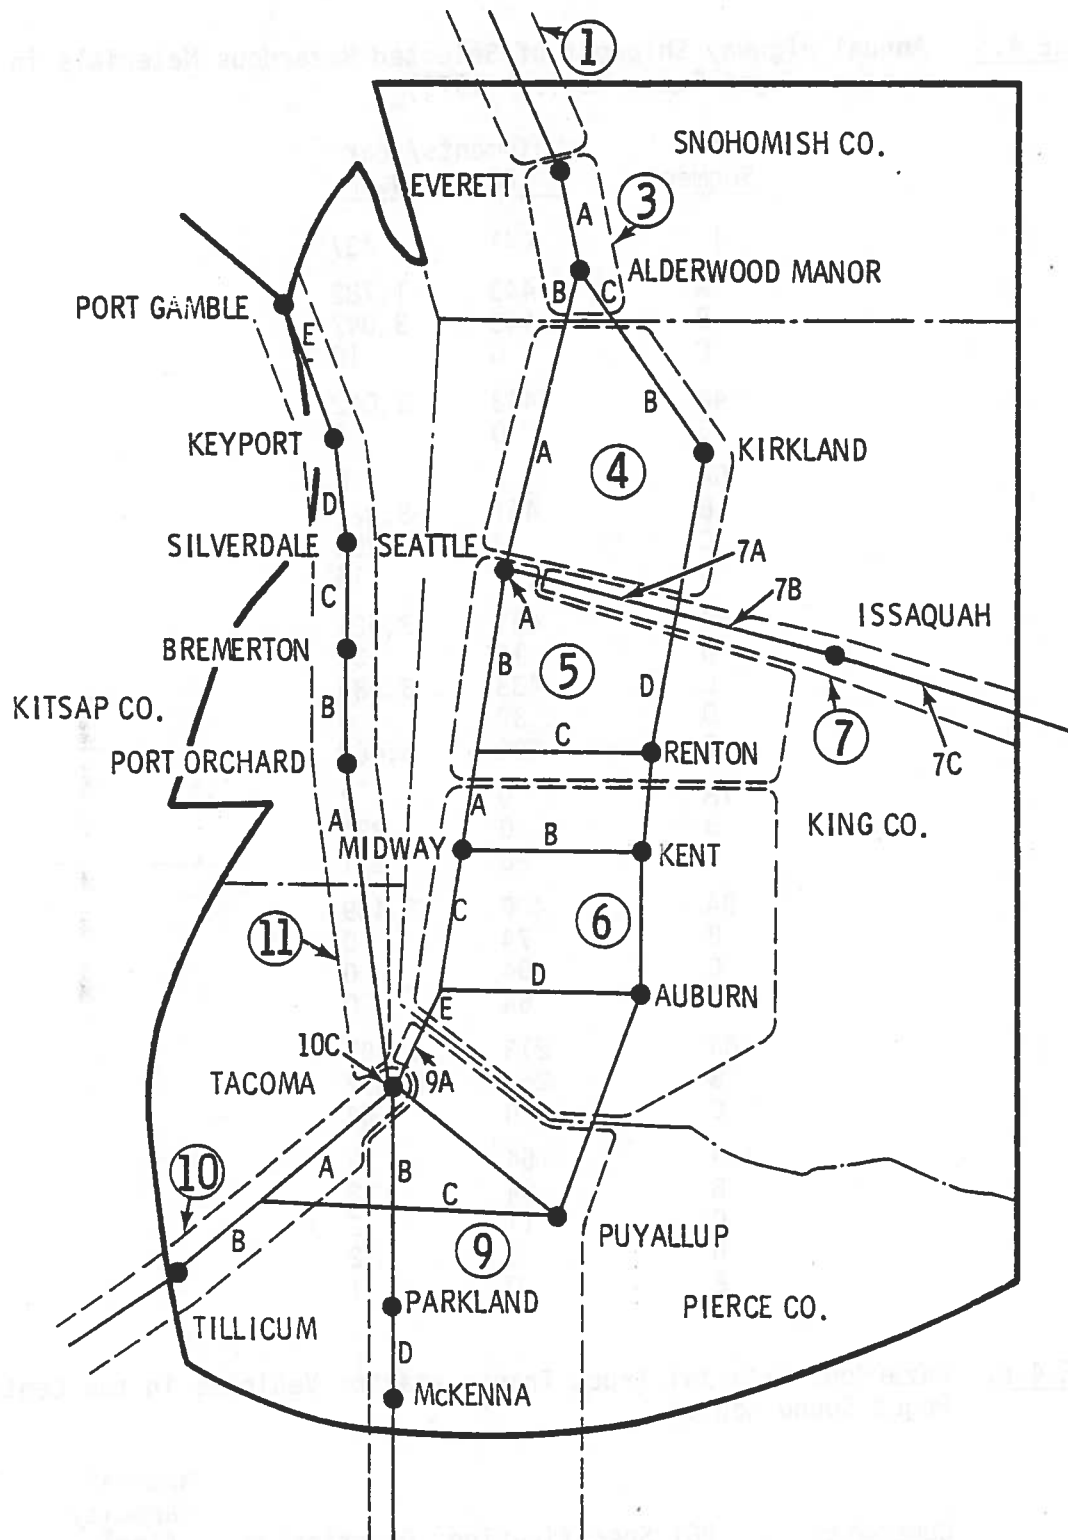 1
SNOHOMISH CO.
EVERETT
3
A
ALDERWOOD MANOR
B
C
PORT GAMBLE
E
B
KEYPORT
A
4
KIRKLAND
D
SILVERDALE
SEATTLE
7A
7B
C
A
ISSAQUAH
BREMERTON
B
5
D
KITSAP CO.
B
7
C
RENTON
PORT ORCHARD
7C
A
A
B
KING CO.
MIDWAY
KENT
C
6
11
D
AUBURN
E
10C
TACOMA
9A
10
A
B
C
B
9
PUYALLUP
PARKLAND
PIERCE CO.
TILLICUM
D
McKENNA